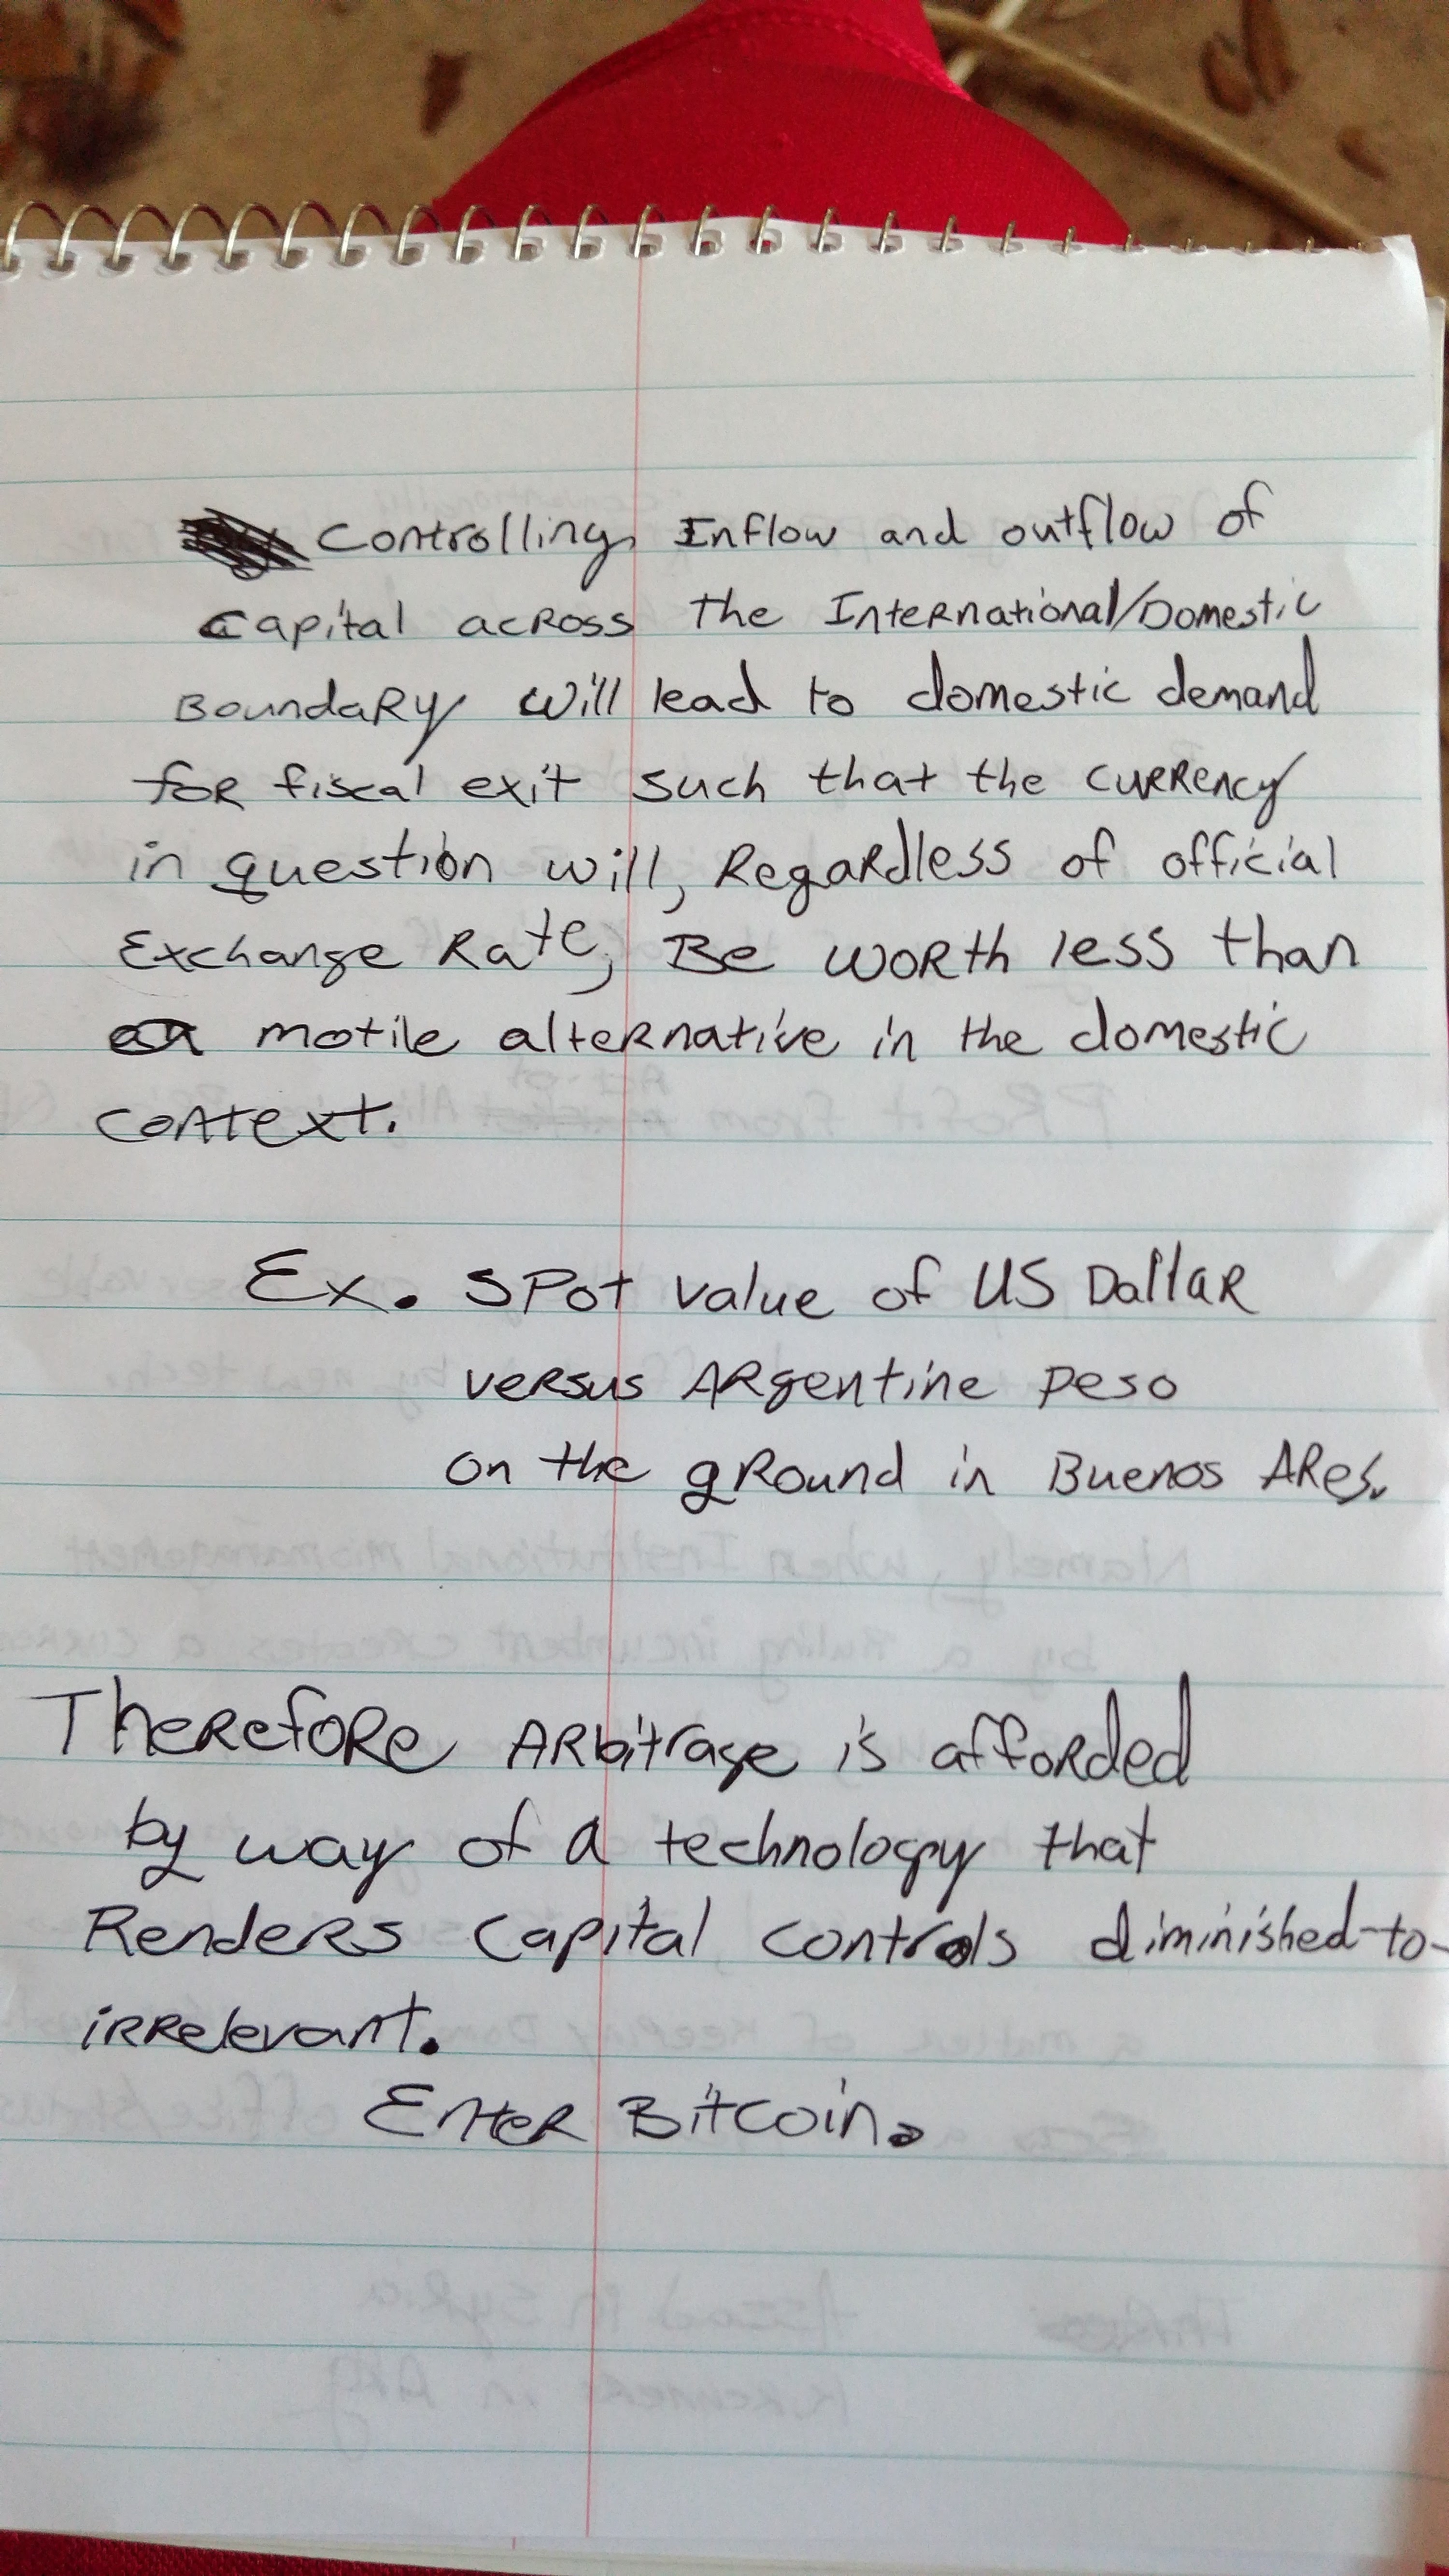 Controlling Inflow and outflow of
Capital across the International/Domestic
Boundary will lead to domestic demand
for fiscal exit such that the currency
in question will, Regardless of official
Exchange Rate, Be worth less than
a motile alternative in the domestic
context.
Ex. Spot value of US Dollar
versus Argentine peso
on the ground in Buenos Ares.
Therefore Arbitrage is afforded
by way of a technology that
Renders Capital controls diminished-to-
irrelevant.
Enter Bitcoin.